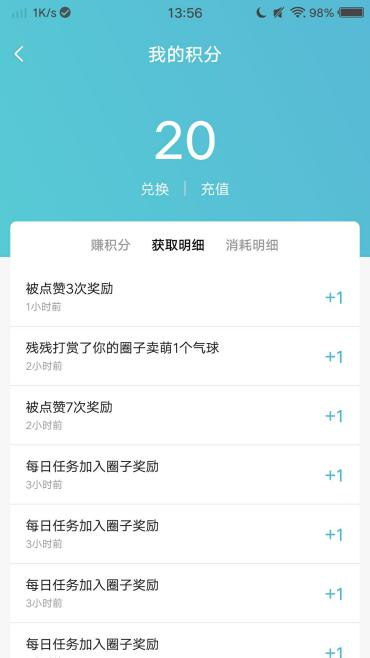 1K/s 13:56 98%
我的积分
20
兑换 | 充值
赚积分 获取明细 消耗明细
被点赞3次奖励
1小时前
+1
残残打赏了你的圈子卖萌1个气球
2小时前
+1
被点赞7次奖励
2小时前
+1
每日任务加入圈子奖励
3小时前
+1
每日任务加入圈子奖励
3小时前
+1
每日任务加入圈子奖励
3小时前
+1
每日任务加入圈子奖励
+1